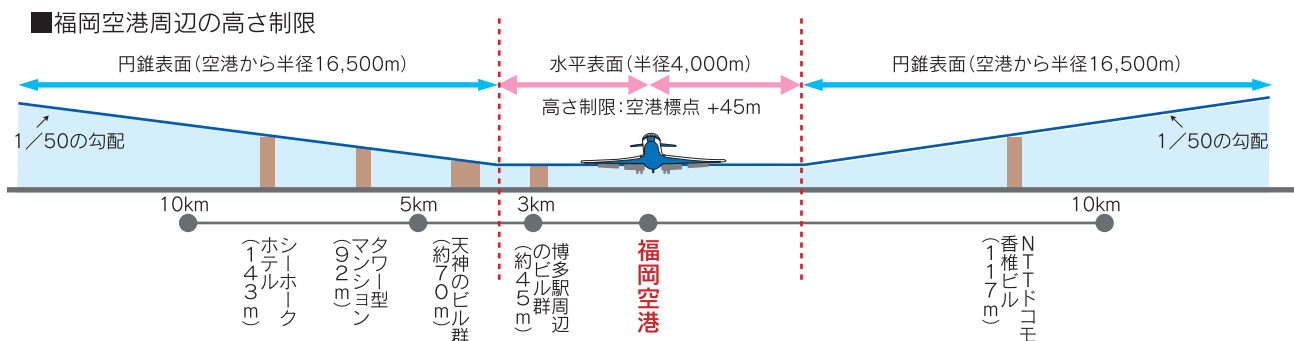 ■福岡空港周辺の高さ制限
円錐表面(空港から半径16,500m)
水平表面(半径4,000m)
円錐表面(空港から半径16,500m)
高さ制限:空港標点 +45m
1/50の勾配
1/50の勾配
10km
5km
3km
10km
シーホーク
ホテル
(143m)
タワー型
マンション
(92m)
天神のビル群
(約70m)
博多駅周辺
のビル群
(約45m)
福岡空港
NTTドコモ
香椎ビル
(117m)